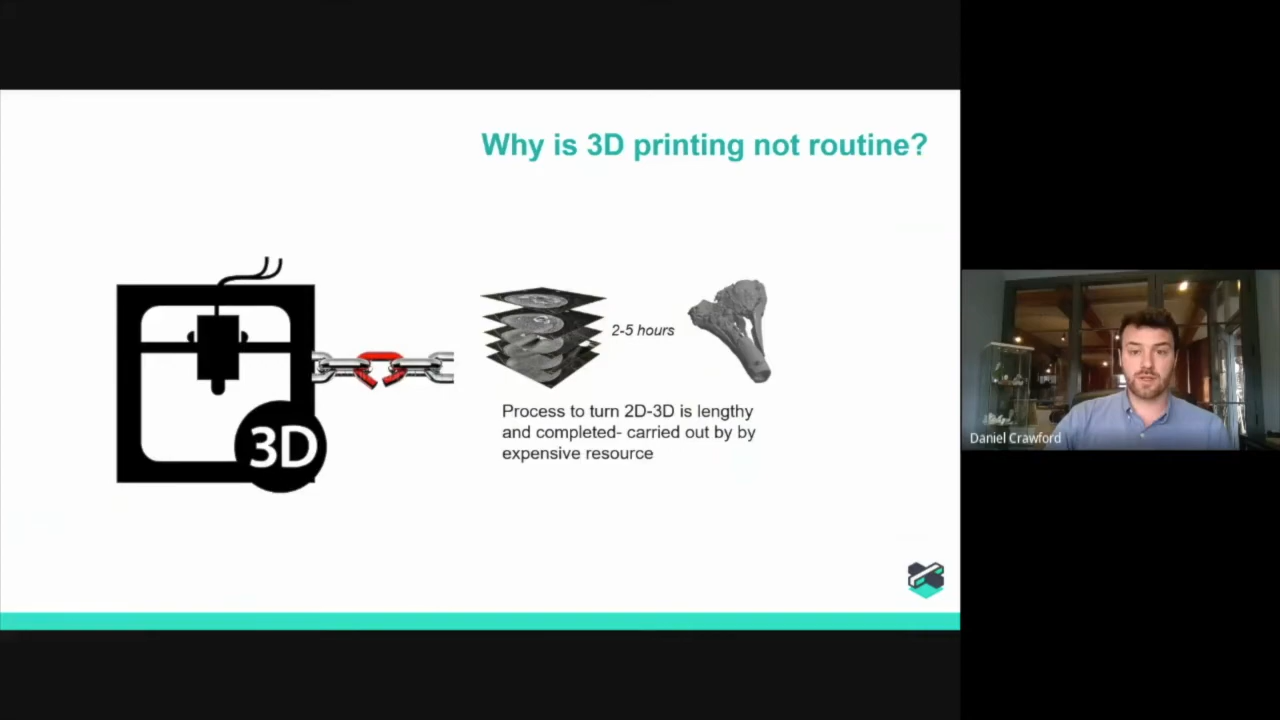 Why is 3D printing not routine?
2-5 hours
3D
Process to turn 2D-3D is lengthy
and completed- carried out by by
expensive resource
Daniel Crawford